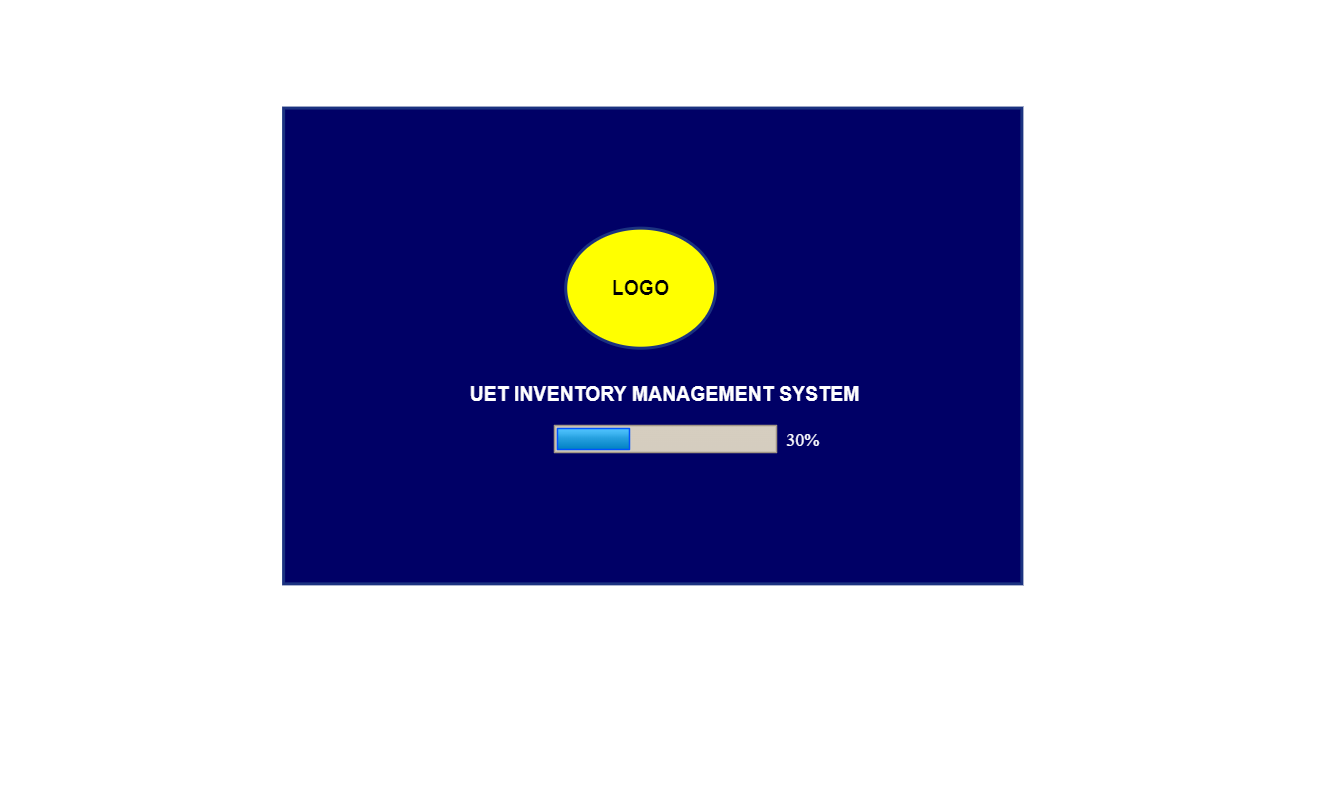 LOGO
UET INVENTORY MANAGEMENT SYSTEM
30%